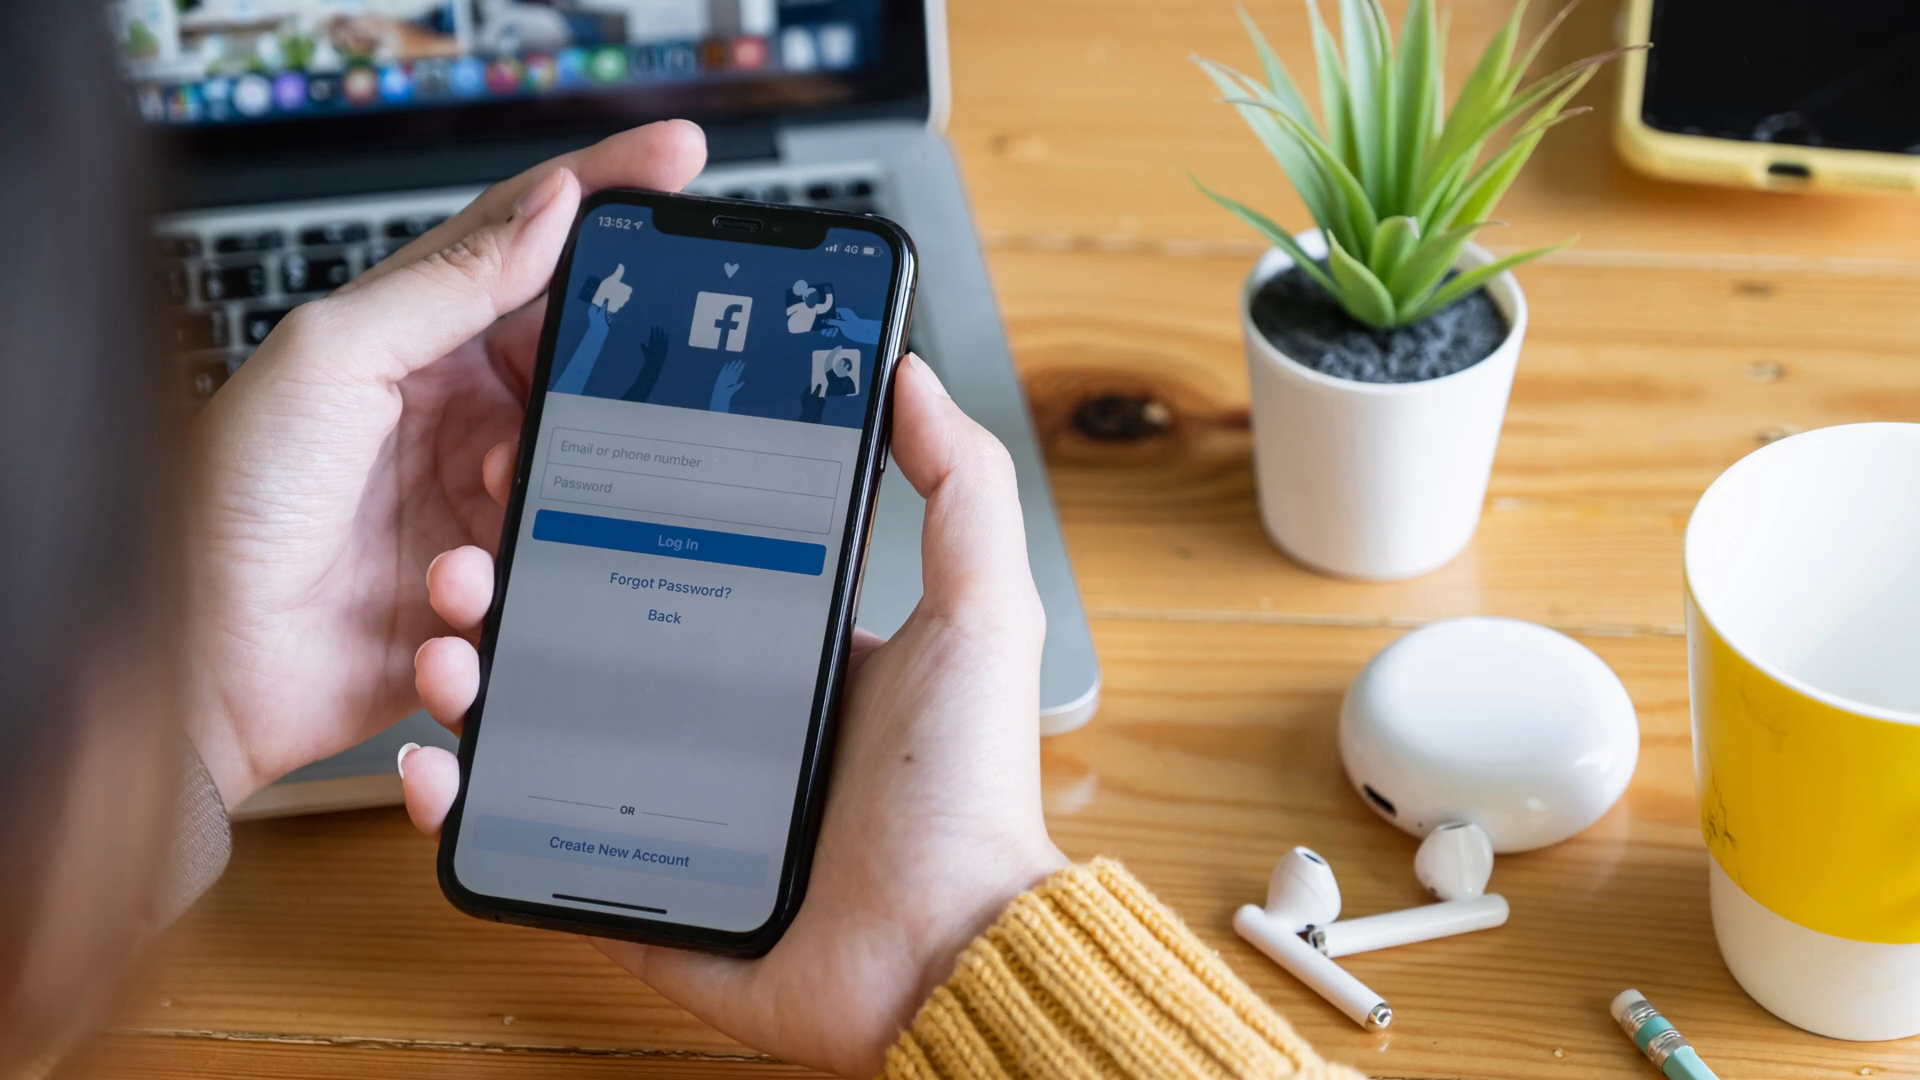 13:52
4G
f
Email or phone number
Password
Log In
Forgot Password?
Back
OR
Create New Account